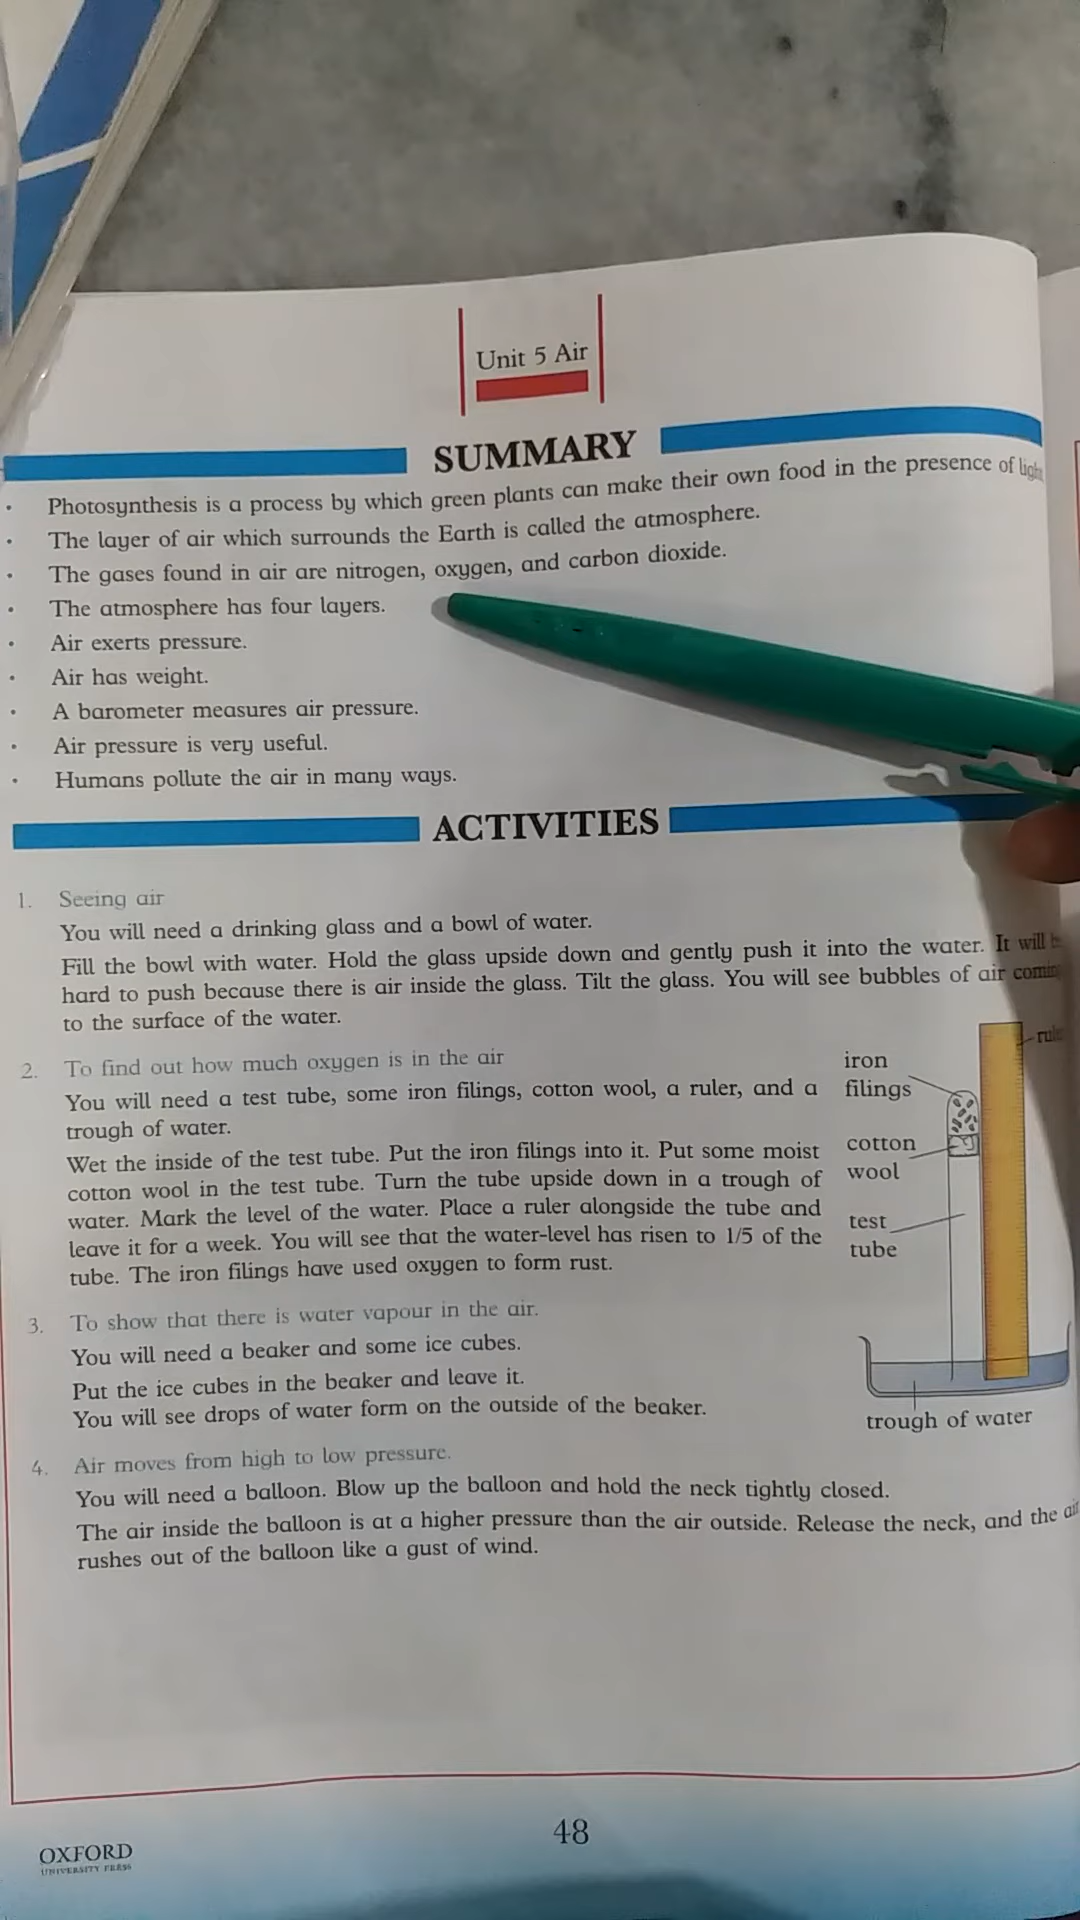 Unit 5 Air
SUMMARY
• Photosynthesis is a process by which green plants can make their own food in the presence of light
• The layer of air which surrounds the Earth is called the atmosphere.
• The gases found in air are nitrogen, oxygen, and carbon dioxide.
• The atmosphere has four layers.
• Air exerts pressure.
• Air has weight.
• A barometer measures air pressure.
• Air pressure is very useful.
• Humans pollute the air in many ways.
ACTIVITIES
1. Seeing air
You will need a drinking glass and a bowl of water.
Fill the bowl with water. Hold the glass upside down and gently push it into the water. It will
hard to push because there is air inside the glass. Tilt the glass. You will see bubbles of air coming
to the surface of the water.
2. To find out how much oxygen is in the air
You will need a test tube, some iron filings, cotton wool, a ruler, and a
trough of water.
Wet the inside of the test tube. Put the iron filings into it. Put some moist
cotton wool in the test tube. Turn the tube upside down in a trough of
water. Mark the level of the water. Place a ruler alongside the tube and
leave it for a week. You will see that the water-level has risen to 1/5 of the
tube. The iron filings have used oxygen to form rust.
iron
filings
cotton
wool
test
tube
trough of water
3. To show that there is water vapour in the air.
You will need a beaker and some ice cubes.
Put the ice cubes in the beaker and leave it.
You will see drops of water form on the outside of the beaker.
4. Air moves from high to low pressure.
You will need a balloon. Blow up the balloon and hold the neck tightly closed.
The air inside the balloon is at a higher pressure than the air outside. Release the neck, and the air
rushes out of the balloon like a gust of wind.
48
OXFORD
UNIVERSITY PRESS